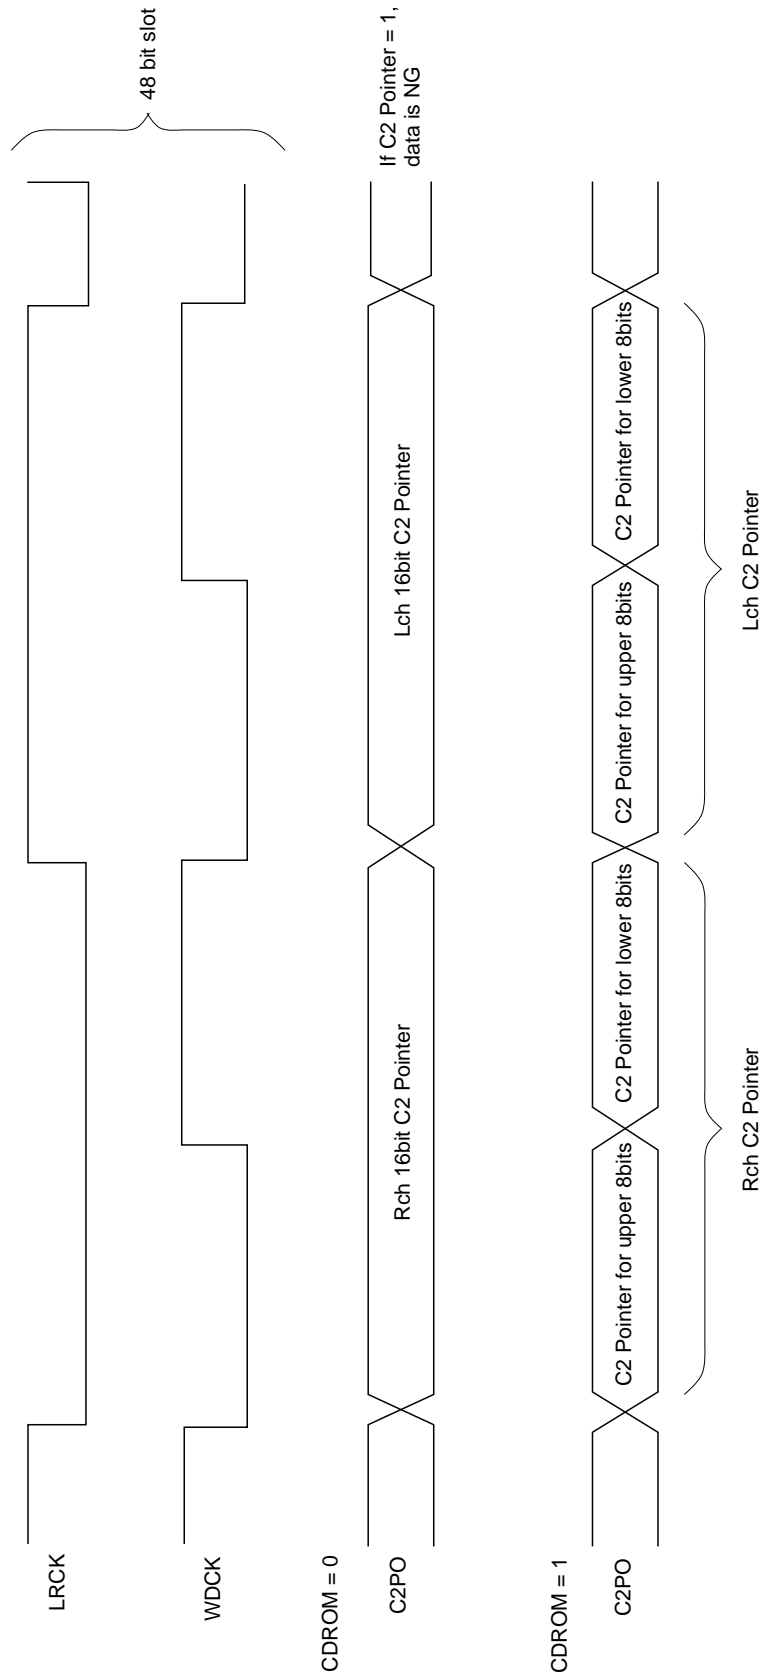 LRCK
48 bit slot
WDCK
CDROM = 0
C2PO
Rch 16bit C2 Pointer
Lch 16bit C2 Pointer
If C2 Pointer = 1,
data is NG
CDROM = 1
C2PO
C2 Pointer for upper 8bits
C2 Pointer for lower 8bits
C2 Pointer for upper 8bits
C2 Pointer for lower 8bits
Rch C2 Pointer
Lch C2 Pointer